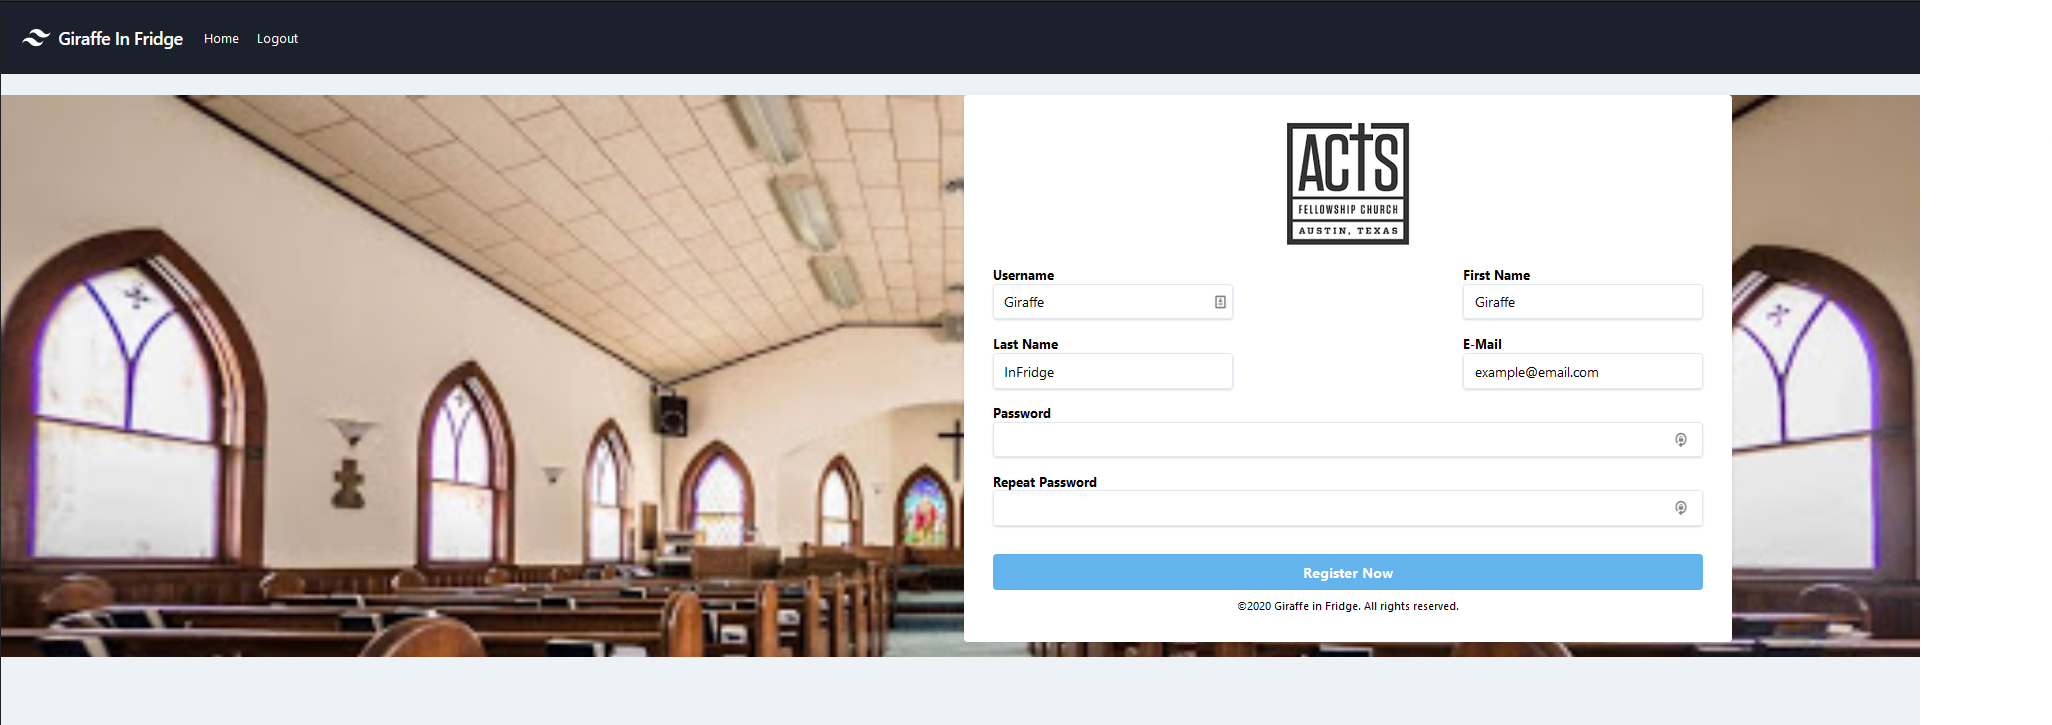 Giraffe In Fridge Home Logout
ACTS
FELLOWSHIP CHURCH
AUSTIN, TEXAS
Username First Name
Giraffe Giraffe
Last Name E-Mail
InFridge example@email.com
Password
Repeat Password
Register Now
©2020 Giraffe in Fridge. All rights reserved.